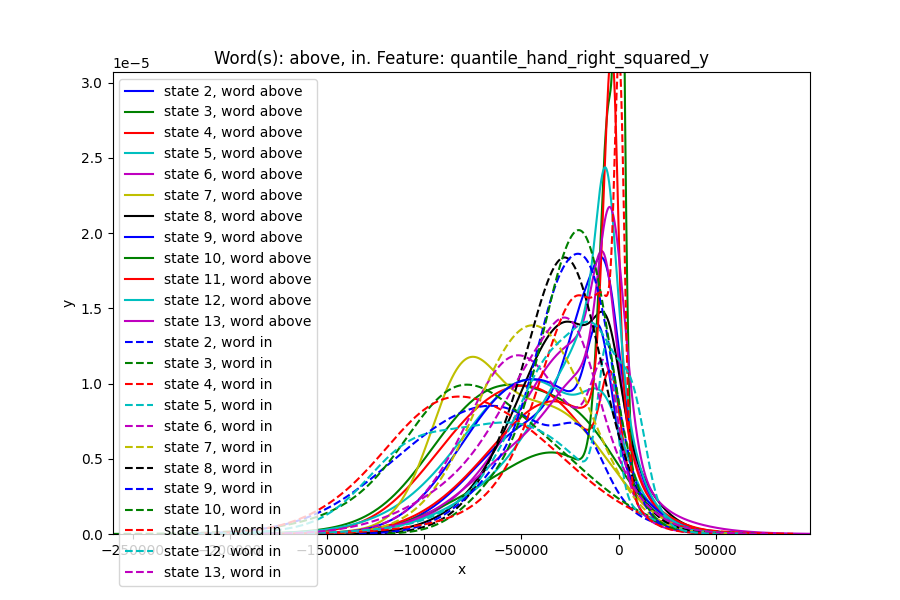 Word(s): above, in. Feature: quantile_hand_right_squared_y
1e−5
3.0
2.5
2.0
1.5
1.0
0.5
0.0
y
state 2, word above
state 3, word above
state 4, word above
state 5, word above
state 6, word above
state 7, word above
state 8, word above
state 9, word above
state 10, word above
state 11, word above
state 12, word above
state 13, word above
state 2, word in
state 3, word in
state 4, word in
state 5, word in
state 6, word in
state 7, word in
state 8, word in
state 9, word in
state 10, word in
state 11, word in
state 12, word in
state 13, word in
−250000 −200000 −150000 −100000 −50000 0 50000
x